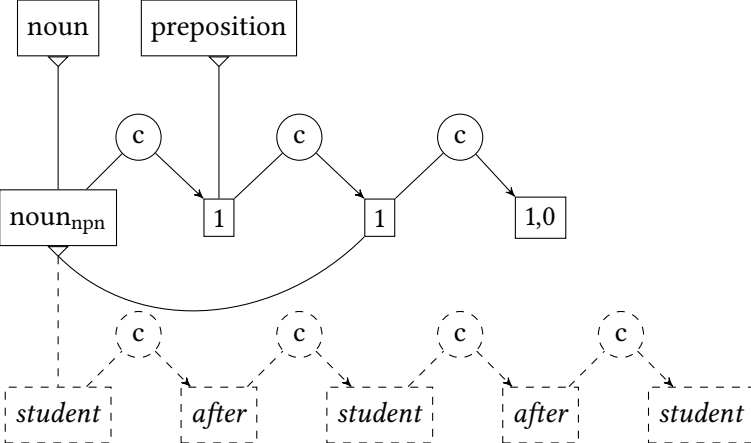 noun preposition
c c c
noun_npn 1 1 1,0
c c c c
student after student after student